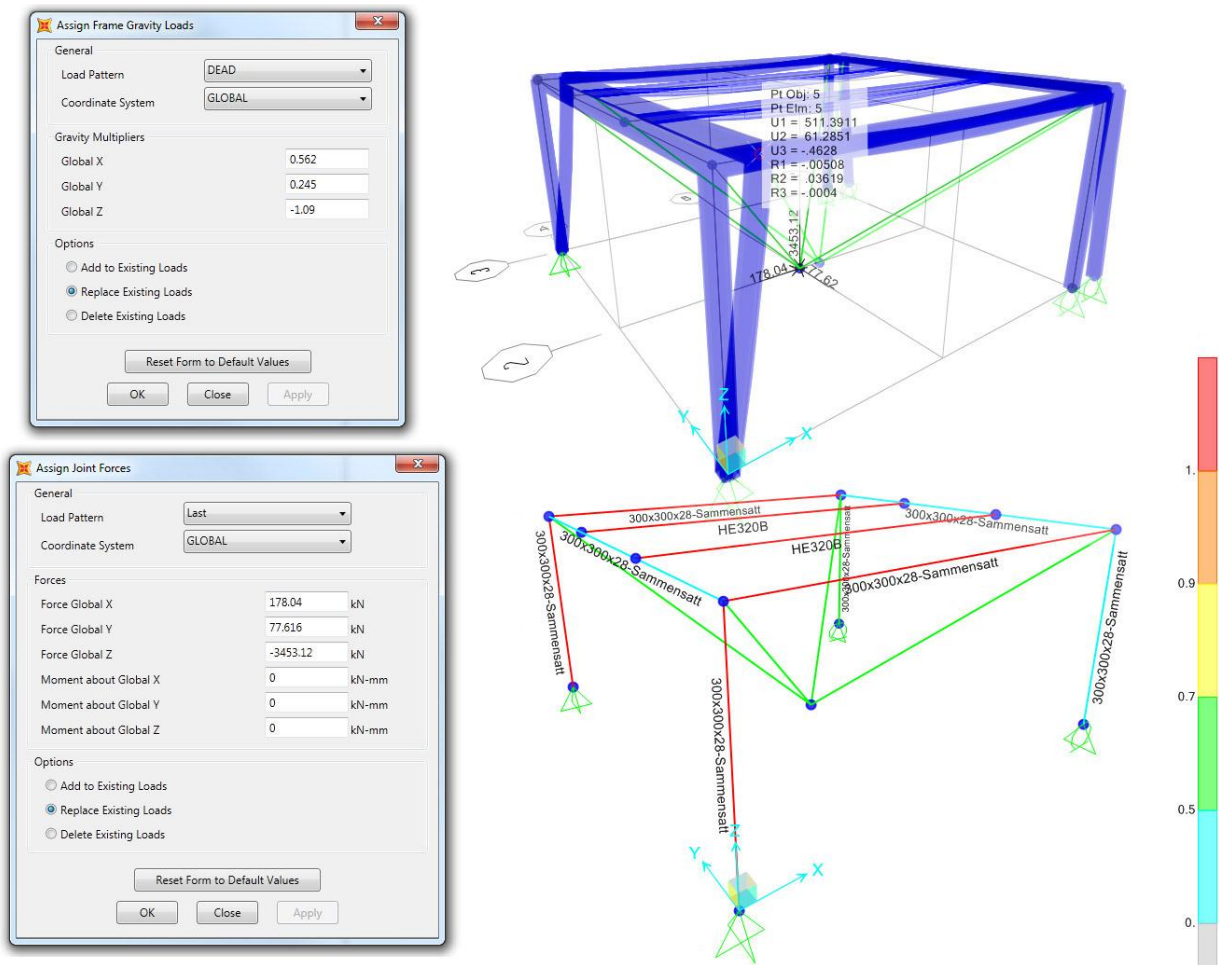 Assign Frame Gravity Loads
General
Load Pattern DEAD
Coordinate System GLOBAL
Gravity Multipliers
Global X 0.562
Global Y 0.245
Global Z -1.09
Options
Add to Existing Loads
Replace Existing Loads
Delete Existing Loads
Reset Form to Default Values
OK Close Apply
Pt Obj: 5
Pt Elm: 5
U1 = 511.3911
U2 = 61.2851
U3 = -.4628
R1 = -.00508
R2 = .03619
R3 = -.0004
3453.12
178.04
77.62
4
3
2
Z
Y
X
Assign Joint Forces
General
Load Pattern Last
Coordinate System GLOBAL
Forces
Force Global X 178.04 kN
Force Global Y 77.616 kN
Force Global Z -3453.12 kN
Moment about Global X 0 kN-mm
Moment about Global Y 0 kN-mm
Moment about Global Z 0 kN-mm
Options
Add to Existing Loads
Replace Existing Loads
Delete Existing Loads
Reset Form to Default Values
OK Close Apply
300x300x28-Sammensatt
HE320B
HE320B
300x300x28-Sammensatt
300x300x28-Sammensatt
300x300x28-Sammensatt
300x300x28-Sammensatt
300x300x28-Sammensatt
300x300x28-Sammensatt
300x300x28-Sammensatt
Z
Y
X
1.
0.9
0.7
0.5
0.